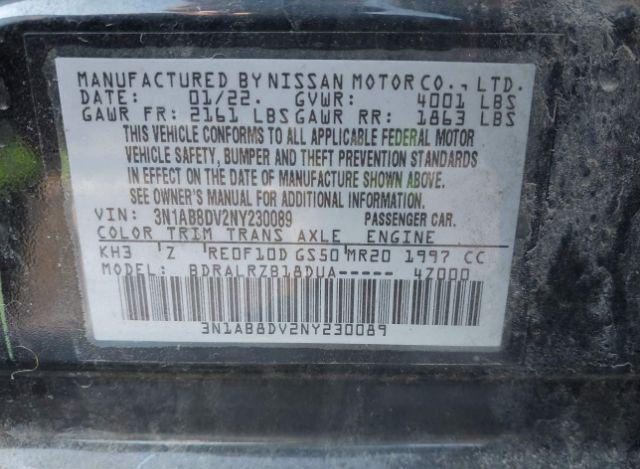 MANUFACTURED BY NISSAN MOTOR CO., LTD.
DATE: 01/22. GVWR: 4001 LBS
GAWR FR: 2161 LBS GAWR RR: 1863 LBS
THIS VEHICLE CONFORMS TO ALL APPLICABLE FEDERAL MOTOR
VEHICLE SAFETY, BUMPER AND THEFT PREVENTION STANDARDS
IN EFFECT ON THE DATE OF MANUFACTURE SHOWN ABOVE.
SEE OWNER'S MANUAL FOR ADDITIONAL INFORMATION.
VIN: 3N1AB8DV2NY230089 PASSENGER CAR.
COLOR TRIM TRANS AXLE ENGINE
KH3 Z RE0F10D GS50 MR20 1997 CC
MODEL: BDRALRZB18DUA----- 4Z000
3N1AB8DV2NY230089